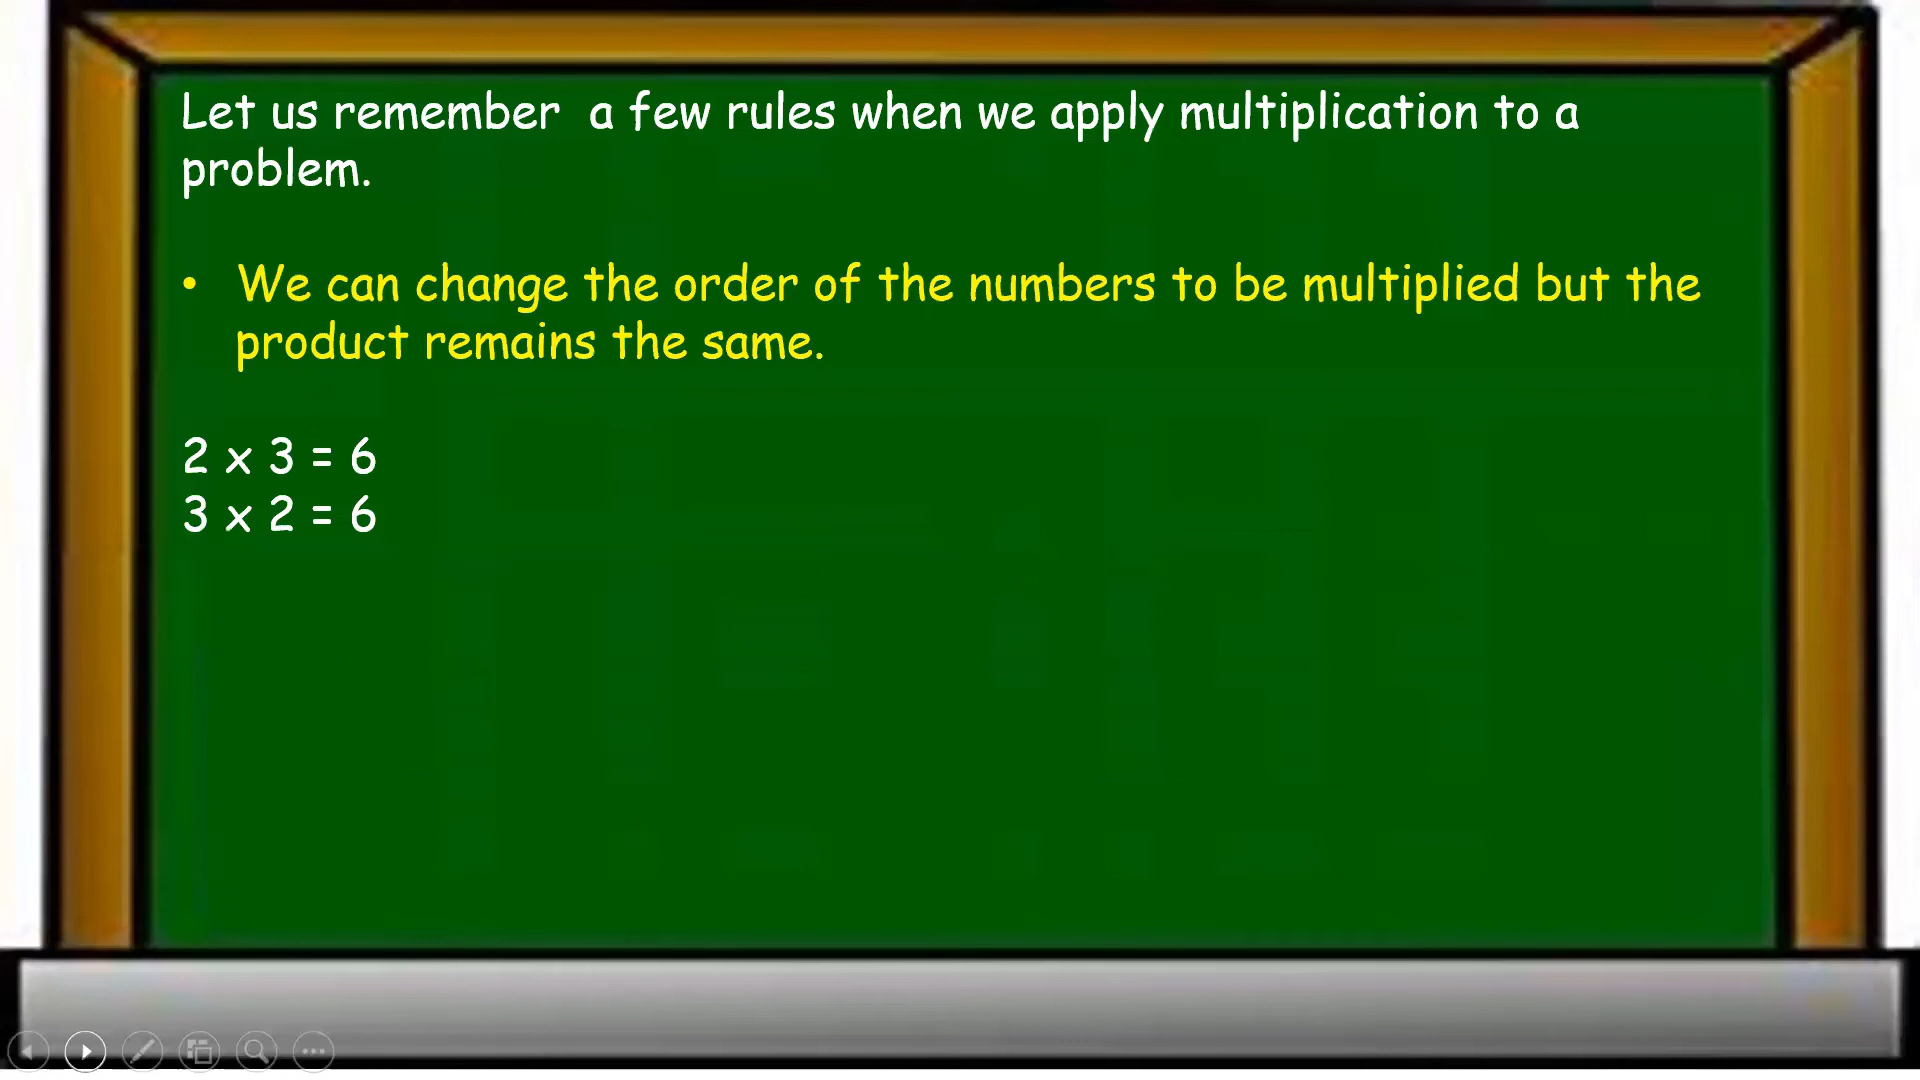 Let us remember  a few rules when we apply multiplication to a
problem.
• We can change the order of the numbers to be multiplied but the
product remains the same.
2 x 3 = 6
3 x 2 = 6